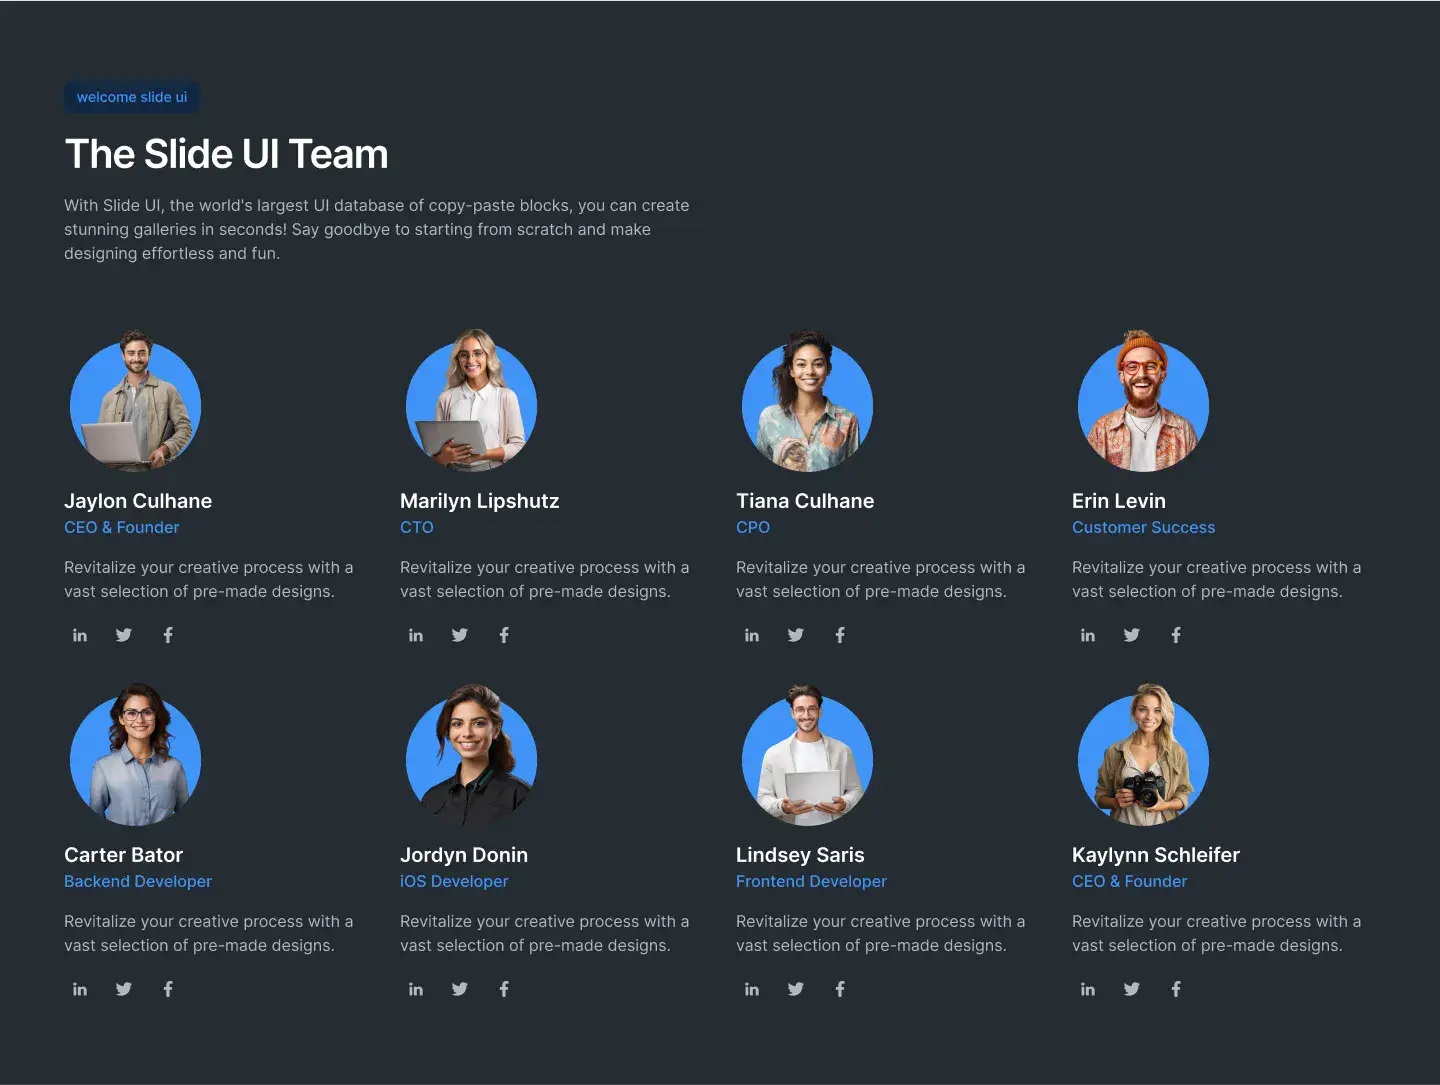 welcome slide ui
The Slide UI Team
With Slide UI, the world's largest UI database of copy-paste blocks, you can create
stunning galleries in seconds! Say goodbye to starting from scratch and make
designing effortless and fun.
Jaylon Culhane
CEO & Founder
Revitalize your creative process with a
vast selection of pre-made designs.
Marilyn Lipshutz
CTO
Revitalize your creative process with a
vast selection of pre-made designs.
Tiana Culhane
CPO
Revitalize your creative process with a
vast selection of pre-made designs.
Erin Levin
Customer Success
Revitalize your creative process with a
vast selection of pre-made designs.
Carter Bator
Backend Developer
Revitalize your creative process with a
vast selection of pre-made designs.
Jordyn Donin
iOS Developer
Revitalize your creative process with a
vast selection of pre-made designs.
Lindsey Saris
Frontend Developer
Revitalize your creative process with a
vast selection of pre-made designs.
Kaylynn Schleifer
CEO & Founder
Revitalize your creative process with a
vast selection of pre-made designs.